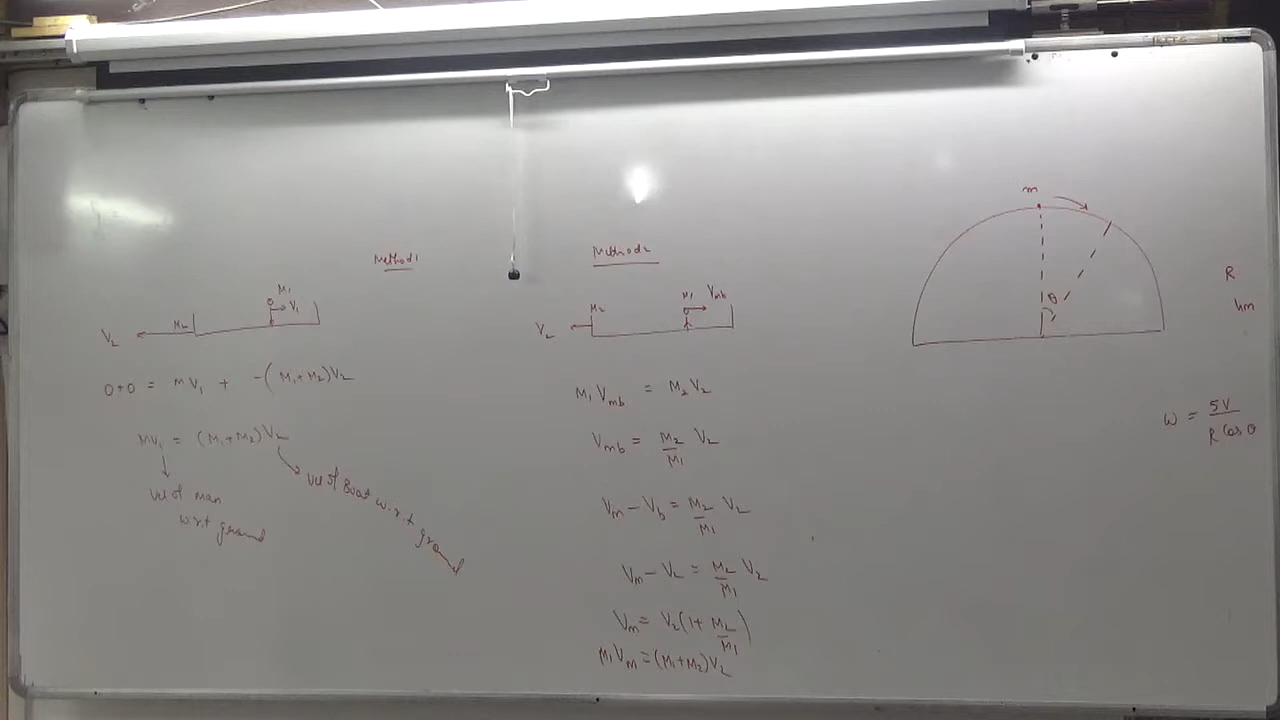 Method 1
M₁
V₁
M₂
V₂
0+0 = MV₁ + -(M₁+M₂)V₂
MV₁ = (M₁+M₂)V₂
Vel of man
w.r.t ground
Vel of Boat w.r.t ground
Method 2
M₂
M₁
Vmb
V₂
M₁Vmb = M₂V₂
Vmb = M₂/M₁ V₂
Vm - Vb = M₂/M₁ V₂
Vm - V₂ = M₂/M₁ V₂
Vm = V₂(1 + M₂/M₁)
M₁Vm = (M₁+M₂)V₂
m
θ
R
4m
ω = 5V/R Cos θ